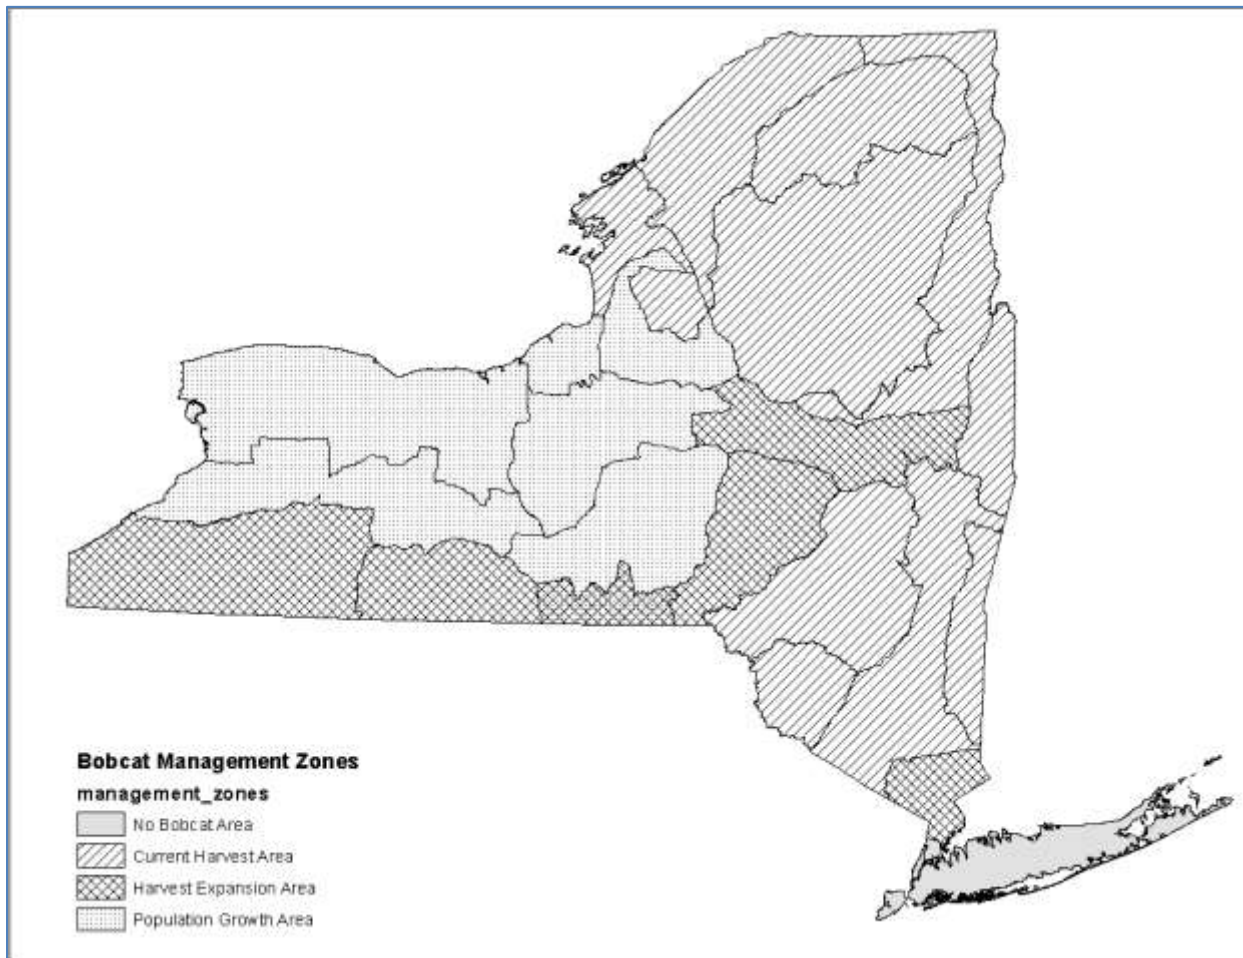 Bobcat Management Zones
management_zones
No Bobcat Area
Current Harvest Area
Harvest Expansion Area
Population Growth Area